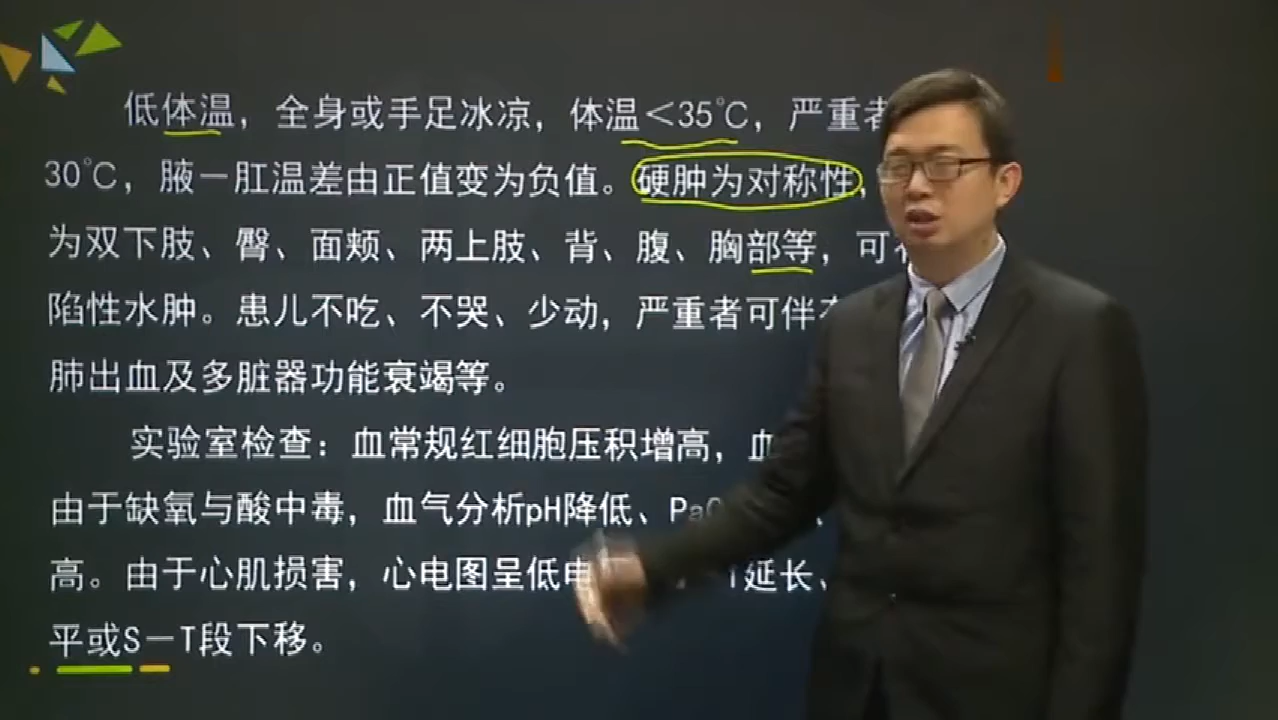 低体温，全身或手足冰凉，体温＜35℃，严重者
30℃，腋－肛温差由正值变为负值。硬肿为对称性，
为双下肢、臀、面颊、两上肢、背、腹、胸部等，可
陷性水肿。患儿不吃、不哭、少动，严重者可伴
肺出血及多脏器功能衰竭等。
实验室检查：血常规红细胞压积增高，血
由于缺氧与酸中毒，血气分析pH降低、Pa
高。由于心肌损害，心电图呈低电 T延长、
平或S－T段下移。